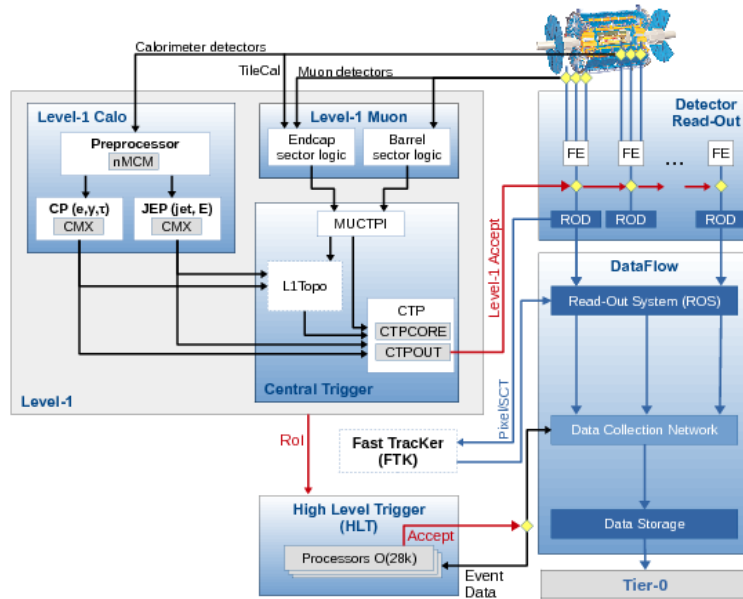 Calorimeter detectors
TileCal
Muon detectors
Level-1 Calo
Preprocessor
nMCM
CP (e,γ,τ)
CMX
JEP (jet, E)
CMX
Level-1 Muon
Endcap
sector logic
Barrel
sector logic
MUCTPI
L1Topo
CTP
CTPCORE
CTPOUT
Central Trigger
Level-1
Level-1 Accept
Detector
Read-Out
FE
FE
...
FE
ROD
ROD
ROD
DataFlow
Read-Out System (ROS)
Pixel/SCT
RoI
Fast TracKer
(FTK)
Data Collection Network
High Level Trigger
(HLT)
Accept
Processors O(28k)
Event
Data
Data Storage
Tier-0